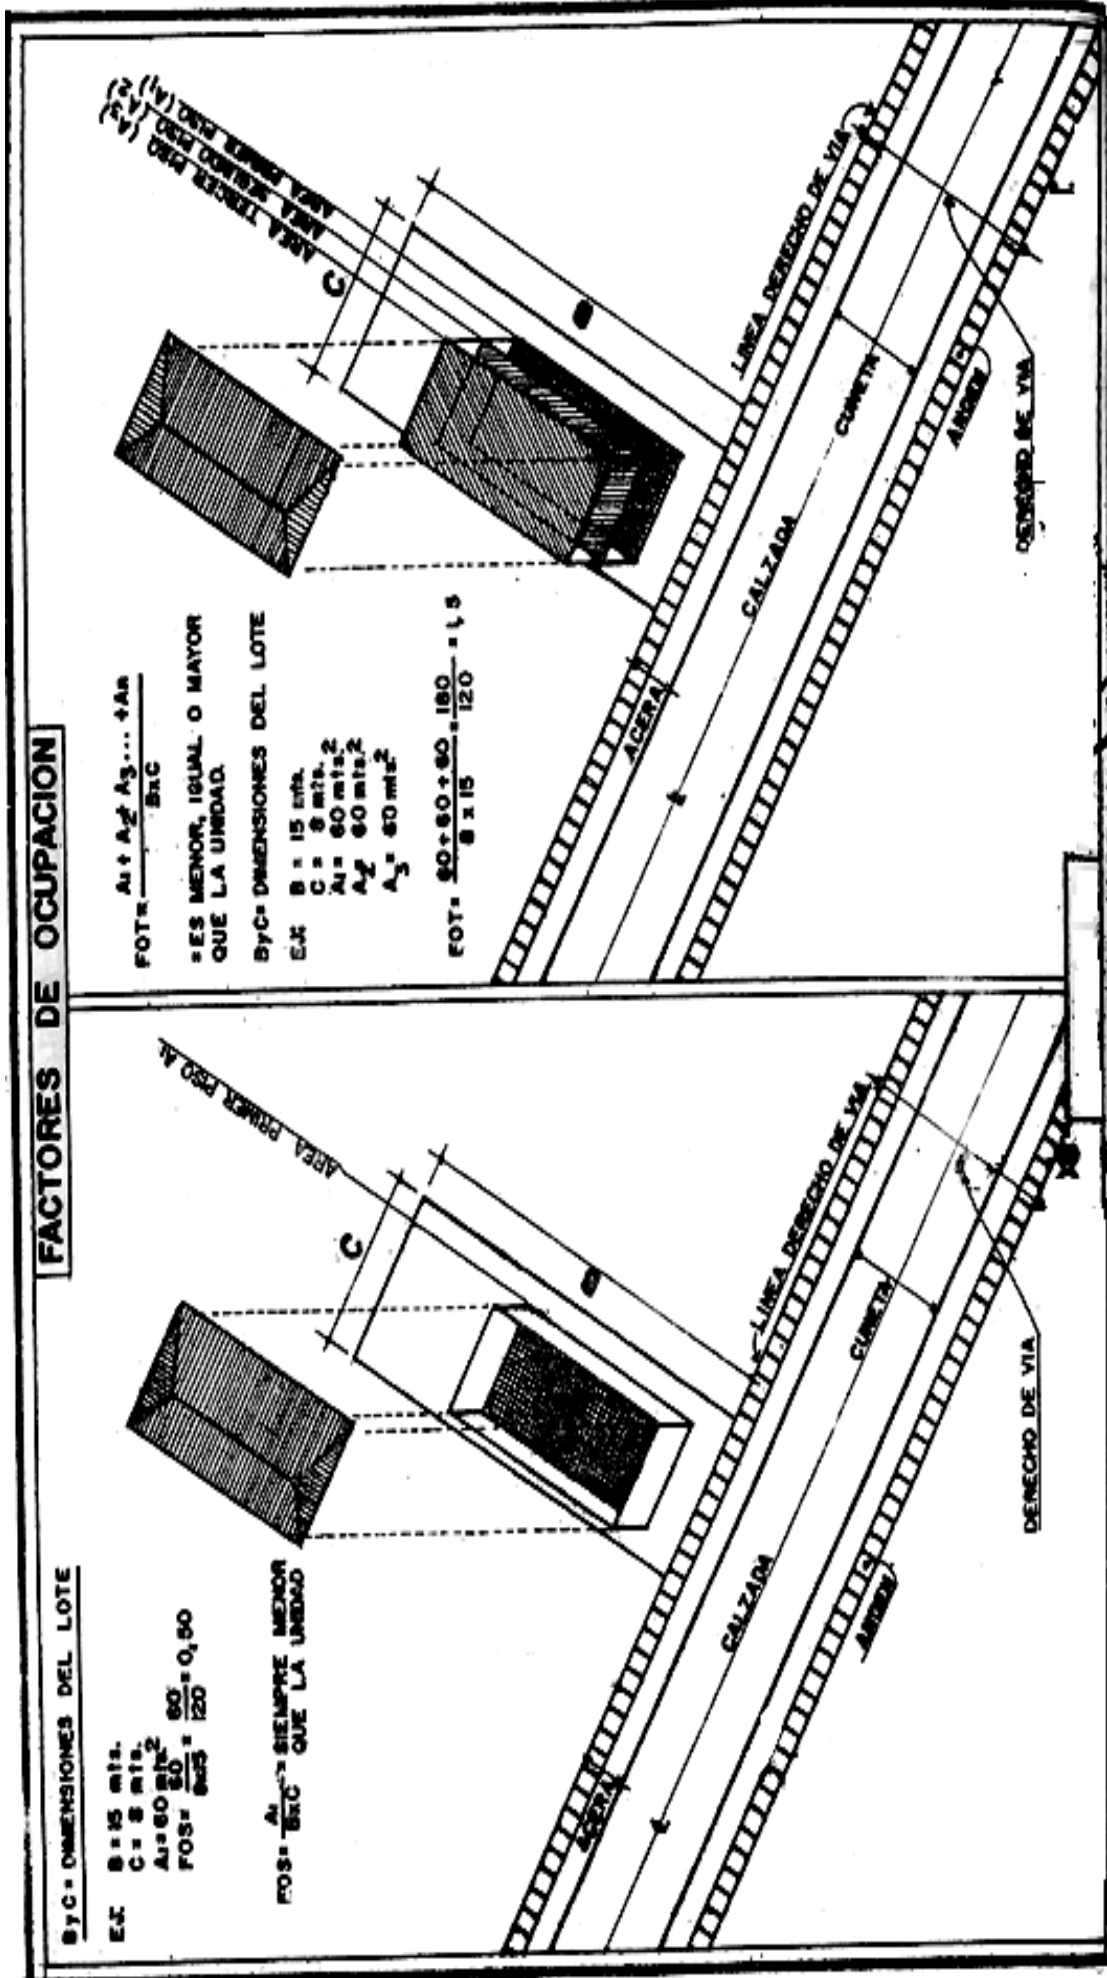 FACTORES DE OCUPACION
ByC = DIMENSIONES DEL LOTE
EJ: B = 15 mts.
C = 8 mts.
A1 = 60 mts.2
FOS = 60 / 8x15 = 60 / 120 = 0,50
FOS = A1 / BxC = SIEMPRE MENOR
QUE LA UNIDAD
AREA PRIMER PISO A1
C
B
LINEA DERECHO DE VIA
ACERA
CALZADA
CUNETA
ANDEN
DERECHO DE VIA
FOT = A1 + A2 + A3 ... + An / BxC
= ES MENOR, IGUAL O MAYOR
QUE LA UNIDAD.
ByC = DIMENSIONES DEL LOTE
EJ: B = 15 mts.
C = 8 mts.
A1 = 60 mts.2
A2 = 60 mts.2
A3 = 60 mts.2
FOT = 60 + 60 + 60 / 8 x 15 = 180 / 120 = 1,5
AREA TERCER PISO (A3)
AREA SEGUNDO PISO (A2)
AREA PRIMER PISO (A1)
C
B
LINEA DERECHO DE VIA
ACERA
CALZADA
CUNETA
ANDEN
DERECHO DE VIA